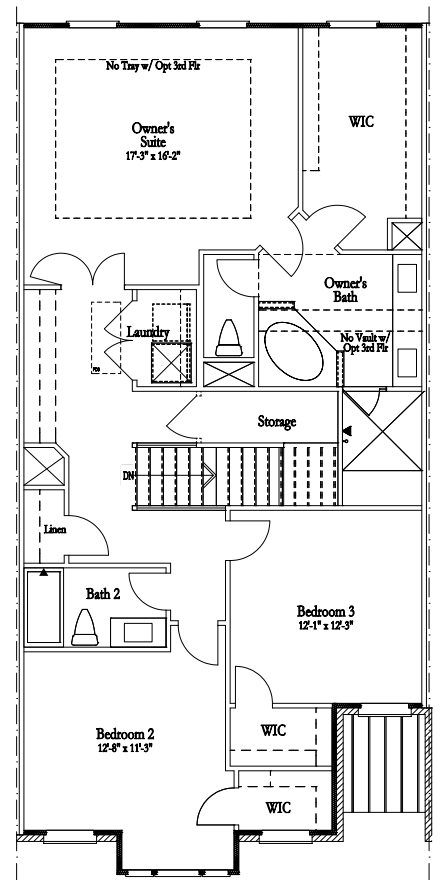 No Tray w/ Opt 3rd Flr
Owner's
Suite
17'-3" x 16'-2"
WIC
Owner's
Bath
Laundry
No Vault w/
Opt 3rd Flr
Storage
DN
Linen
Bath 2
Bedroom 3
12'-1" x 12'-3"
WIC
Bedroom 2
12'-8" x 11'-3"
WIC